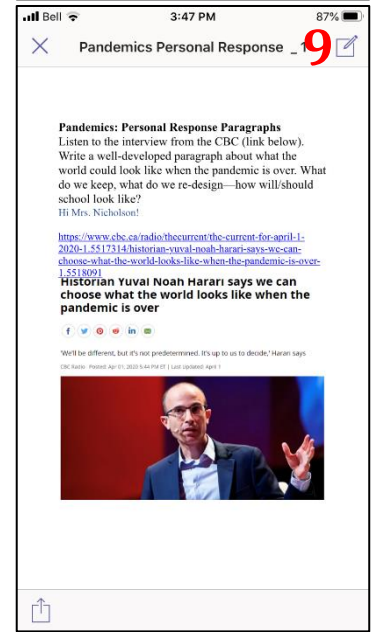 Bell 3:47 PM 87%
Pandemics Personal Response _ 1
9
Pandemics: Personal Response Paragraphs
Listen to the interview from the CBC (link below).
Write a well-developed paragraph about what the
world could look like when the pandemic is over. What
do we keep, what do we re-design—how will/should
school look like?
Hi Mrs. Nicholson!
https://www.cbc.ca/radio/thecurrent/the-current-for-april-1-
2020-1.5517314/historian-yuval-noah-harari-says-we-can-
choose-what-the-world-looks-like-when-the-pandemic-is-over-
1.5518091
Historian Yuval Noah Harari says we can
choose what the world looks like when the
pandemic is over
'We'll be different, but it's not predetermined. It's up to us to decide,' Harari says
CBC Radio · Posted: Apr 01, 2020 5:44 PM ET | Last Updated: April 1